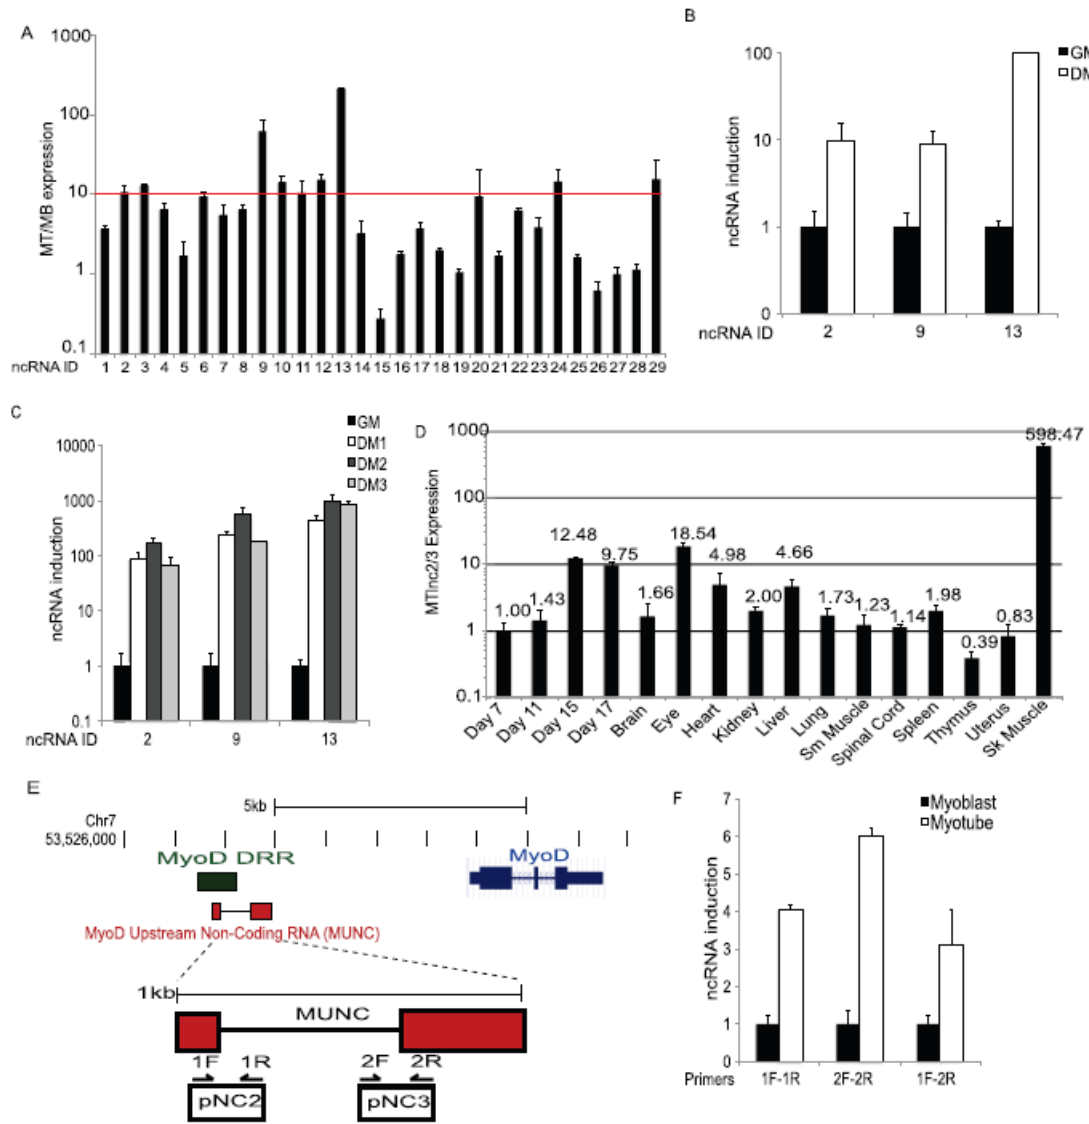 A
1000
100
10
1
0.1
MT/MB expression
ncRNA ID
1 2 3 4 5 6 7 8 9 10 11 12 13 14 15 16 17 18 19 20 21 22 23 24 25 26 27 28 29
B
100
10
1
0
ncRNA induction
GM
DM
ncRNA ID 2 9 13
C
GM
DM1
DM2
DM3
10000
1000
100
10
1
0.1
ncRNA induction
ncRNA ID 2 9 13
D
1000
100
10
1
0.1
MTlnc2/3 Expression
1.00 1.43 12.48 9.75 1.66 18.54 4.98 2.00 4.66 1.73 1.23 1.14 1.98 0.39 0.83 598.47
Day 7 Day 11 Day 15 Day 17 Brain Eye Heart Kidney Liver Lung Sm Muscle Spinal Cord Spleen Thymus Uterus Sk Muscle
E
5kb
Chr7
53,526,000
MyoD DRR
MyoD
MyoD Upstream Non-Coding RNA (MUNC)
1kb
MUNC
1F 1R 2F 2R
pNC2 pNC3
F
Myoblast
Myotube
7
6
5
4
3
2
1
0
ncRNA induction
Primers 1F-1R 2F-2R 1F-2R